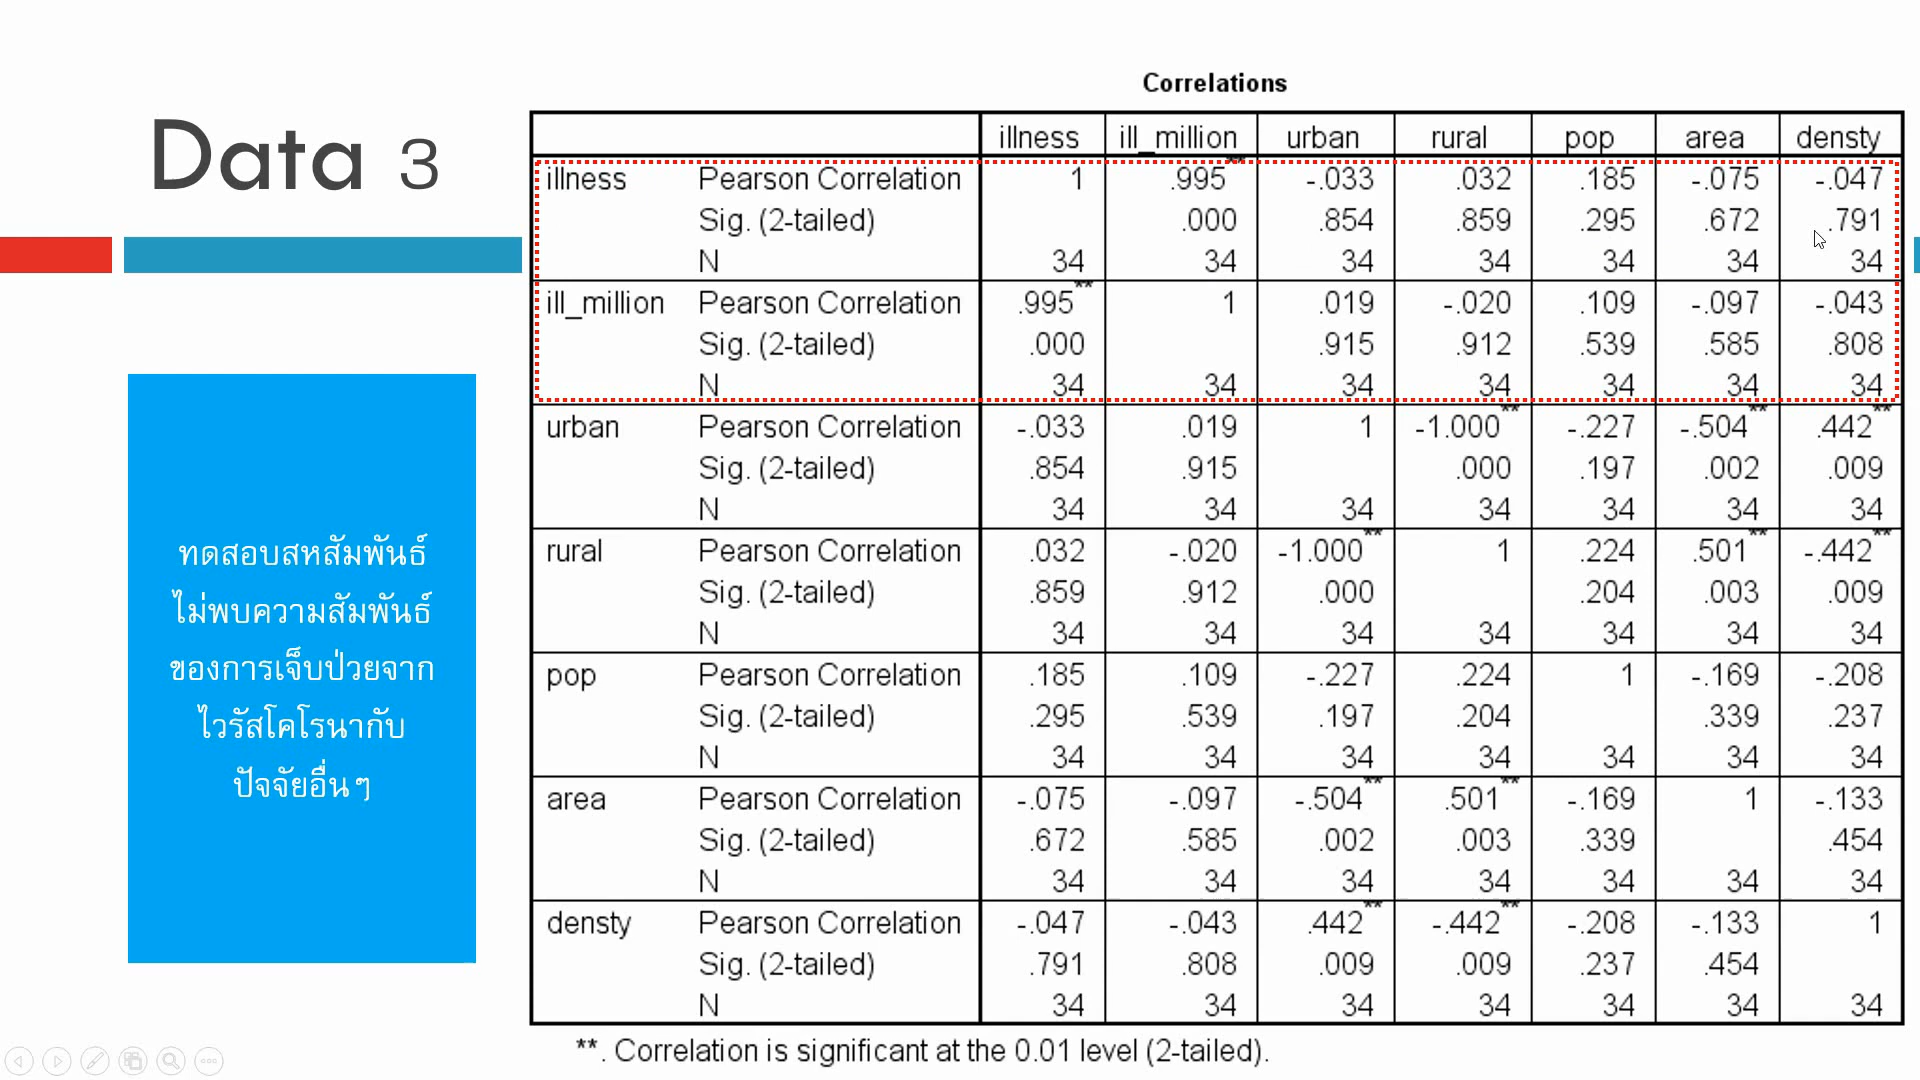 Data 3
ทดสอบสหสัมพันธ์
ไม่พบความสัมพันธ์
ของการเจ็บป่วยจาก
ไวรัสโคโรนากับ
ปัจจัยอื่นๆ
Correlations
illness ill_million urban rural pop area densty
illness Pearson Correlation 1 .995** -.033 .032 .185 -.075 -.047
Sig. (2-tailed) .000 .854 .859 .295 .672 .791
N 34 34 34 34 34 34 34
ill_million Pearson Correlation .995** 1 .019 -.020 .109 -.097 -.043
Sig. (2-tailed) .000 .915 .912 .539 .585 .808
N 34 34 34 34 34 34 34
urban Pearson Correlation -.033 .019 1 -1.000** -.227 -.504** .442**
Sig. (2-tailed) .854 .915 .000 .197 .002 .009
N 34 34 34 34 34 34 34
rural Pearson Correlation .032 -.020 -1.000** 1 .224 .501** -.442**
Sig. (2-tailed) .859 .912 .000 .204 .003 .009
N 34 34 34 34 34 34 34
pop Pearson Correlation .185 .109 -.227 .224 1 -.169 -.208
Sig. (2-tailed) .295 .539 .197 .204 .339 .237
N 34 34 34 34 34 34 34
area Pearson Correlation -.075 -.097 -.504** .501** -.169 1 -.133
Sig. (2-tailed) .672 .585 .002 .003 .339 .454
N 34 34 34 34 34 34 34
densty Pearson Correlation -.047 -.043 .442** -.442** -.208 -.133 1
Sig. (2-tailed) .791 .808 .009 .009 .237 .454
N 34 34 34 34 34 34 34
**. Correlation is significant at the 0.01 level (2-tailed).